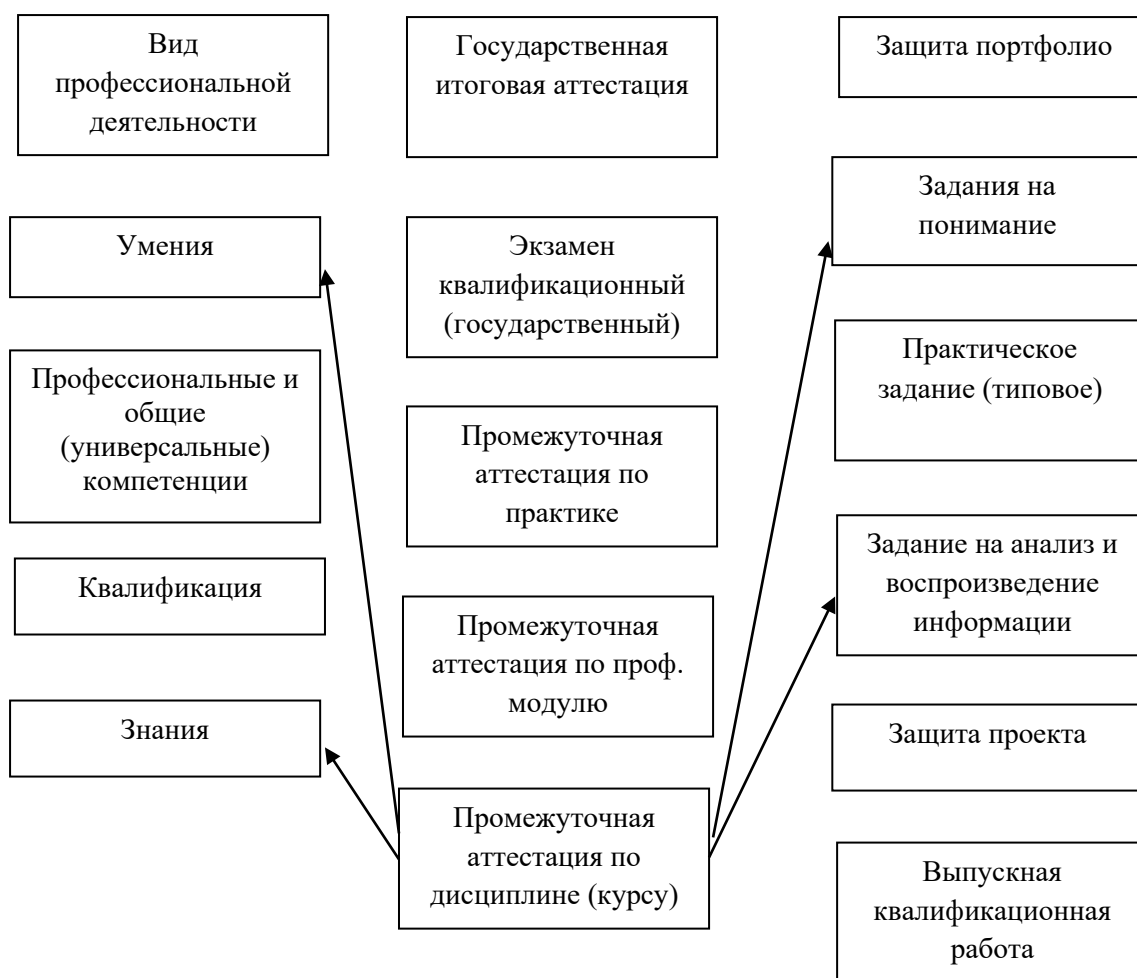 Вид
профессиональной
деятельности
Умения
Профессиональные и
общие
(универсальные)
компетенции
Квалификация
Знания
Государственная
итоговая аттестация
Экзамен
квалификационный
(государственный)
Промежуточная
аттестация по
практике
Промежуточная
аттестация по проф.
модулю
Промежуточная
аттестация по
дисциплине (курсу)
Защита портфолио
Задания на
понимание
Практическое
задание (типовое)
Задание на анализ и
воспроизведение
информации
Защита проекта
Выпускная
квалификационная
работа